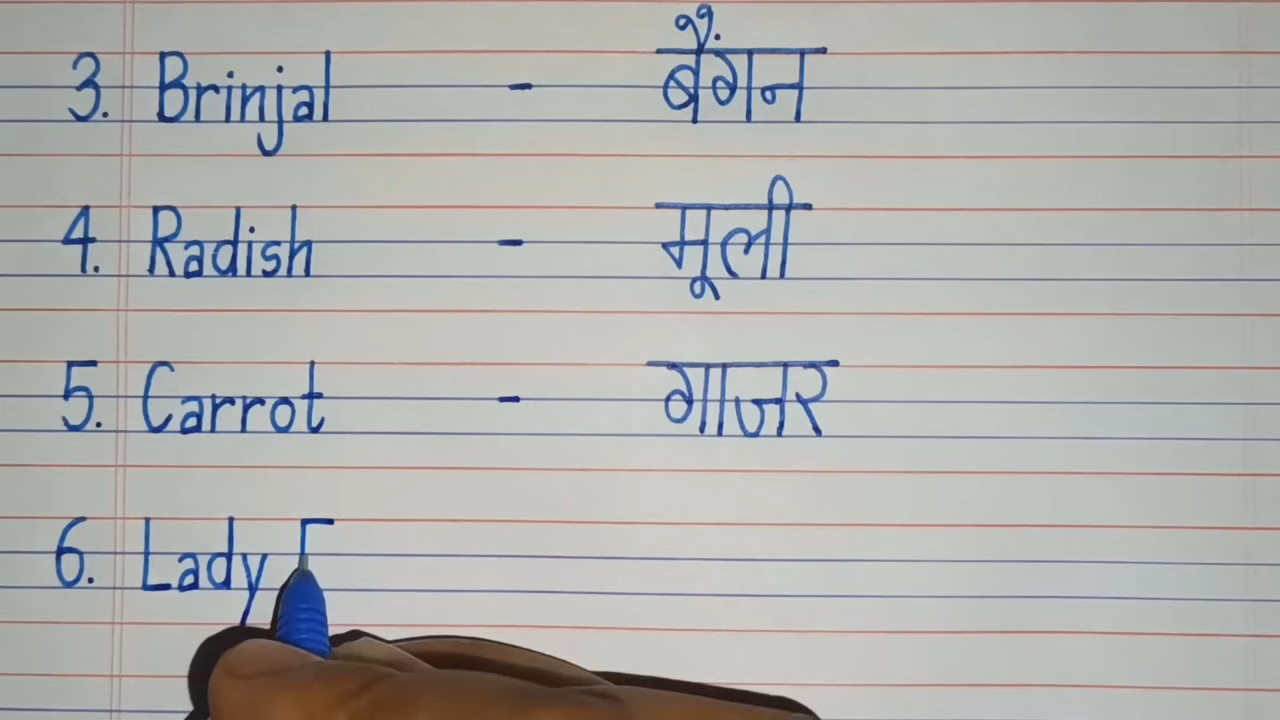 3. Brinjal - बैंगन
4. Radish - मूली
5. Carrot - गाजर
6. Lady